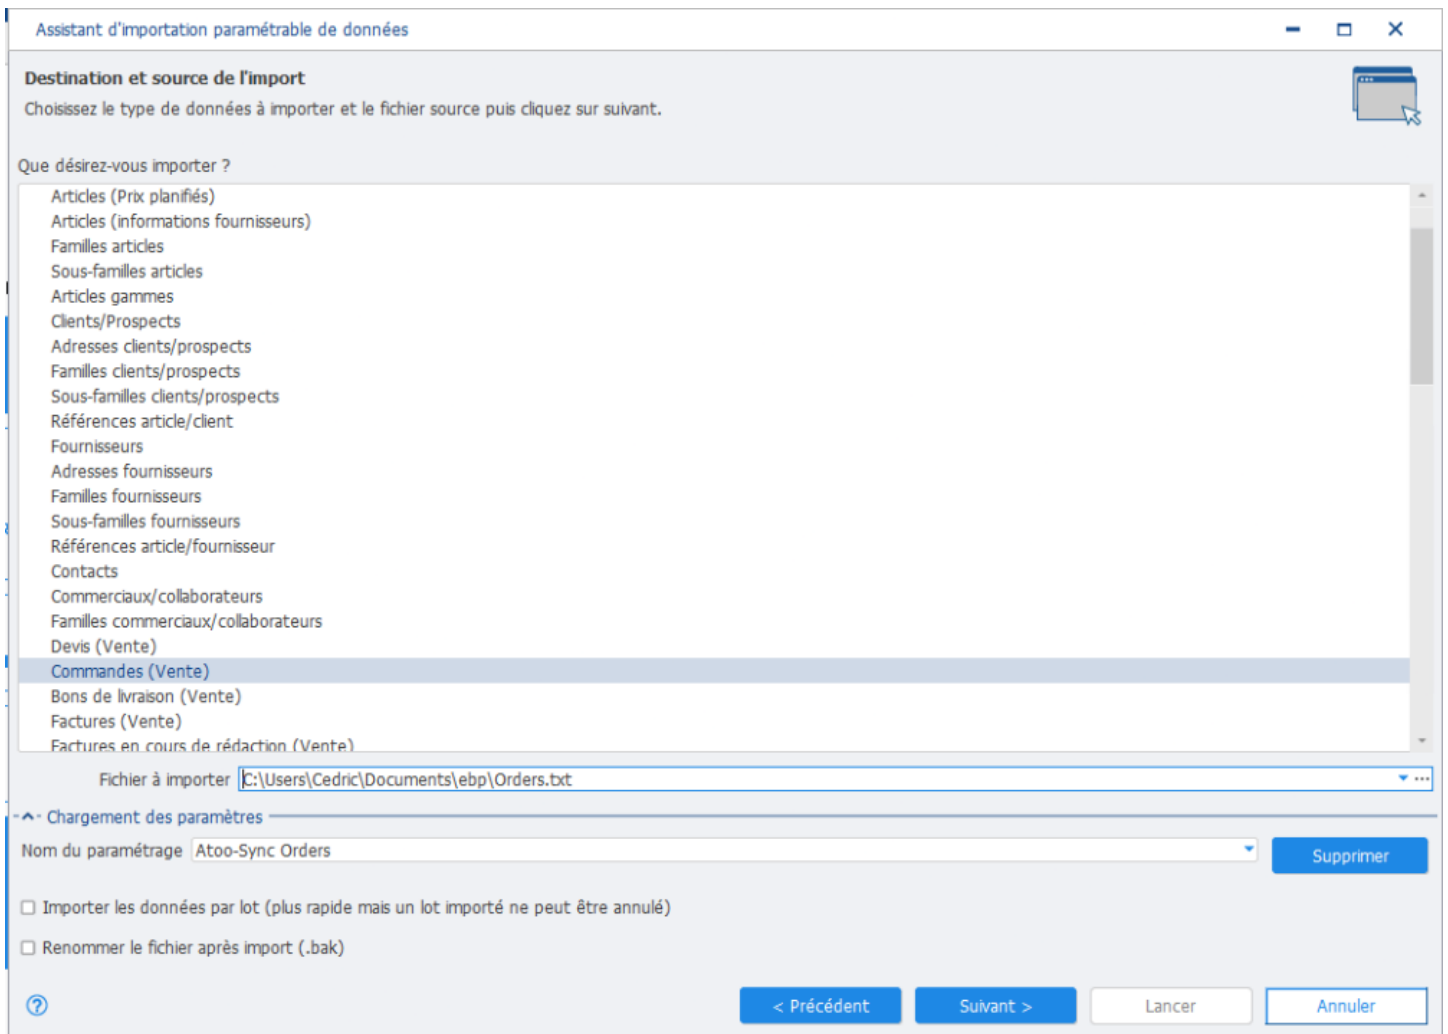 Assistant d'importation paramétrable de données
Destination et source de l'import
Choisissez le type de données à importer et le fichier source puis cliquez sur suivant.
Que désirez-vous importer ?
Articles (Prix planifiés)
Articles (informations fournisseurs)
Familles articles
Sous-familles articles
Articles gammes
Clients/Prospects
Adresses clients/prospects
Familles clients/prospects
Sous-familles clients/prospects
Références article/client
Fournisseurs
Adresses fournisseurs
Familles fournisseurs
Sous-familles fournisseurs
Références article/fournisseur
Contacts
Commerciaux/collaborateurs
Familles commerciaux/collaborateurs
Devis (Vente)
Commandes (Vente)
Bons de livraison (Vente)
Factures (Vente)
Factures en cours de rédaction (Vente)
Fichier à importer C:\Users\Cedric\Documents\ebp\Orders.txt
Chargement des paramètres
Nom du paramétrage Atoo-Sync Orders Supprimer
Importer les données par lot (plus rapide mais un lot importé ne peut être annulé)
Renommer le fichier après import (.bak)
? < Précédent Suivant > Lancer Annuler